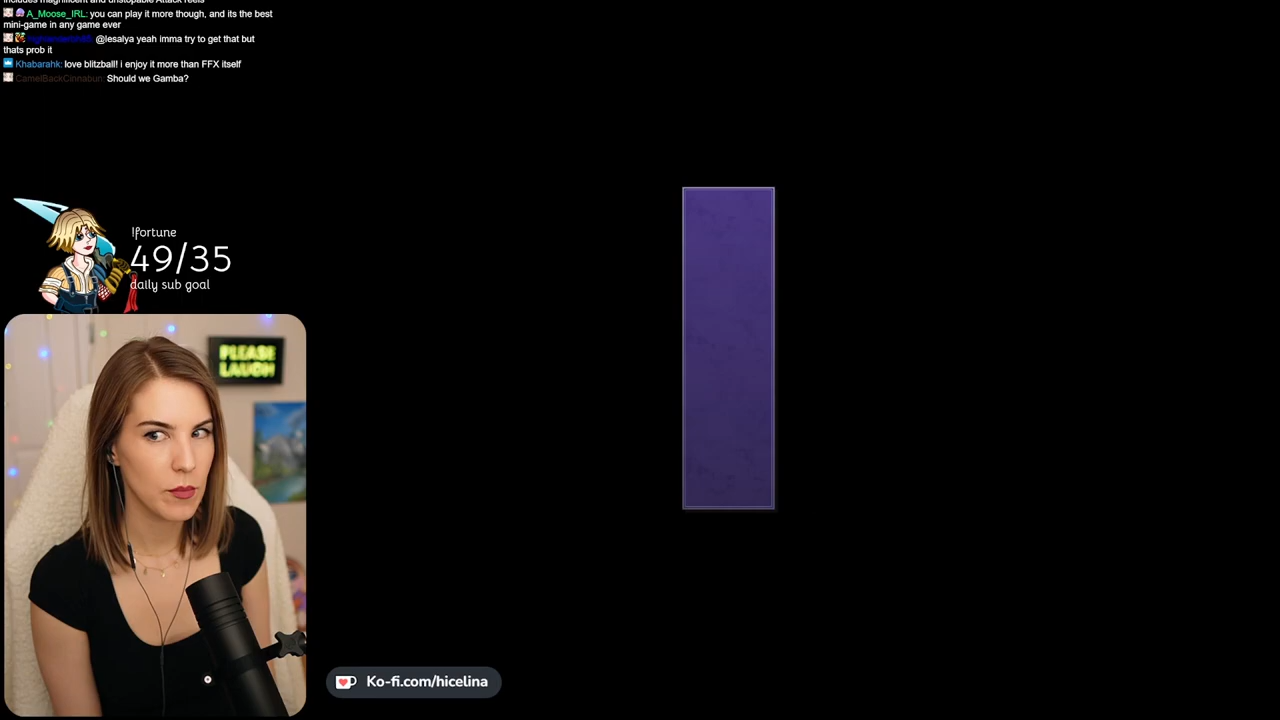 A_Moose_IRL: you can play it more though, and its the best
mini-game in any game ever
@lesalya yeah imma try to get that but
thats prob it
Khabarahk: love blitzball! i enjoy it more than FFX itself
CamelBackCinnabun: Should we Gamba?
!fortune
49/35
daily sub goal
PLEASE
LAUGH
Ko-fi.com/hicelina